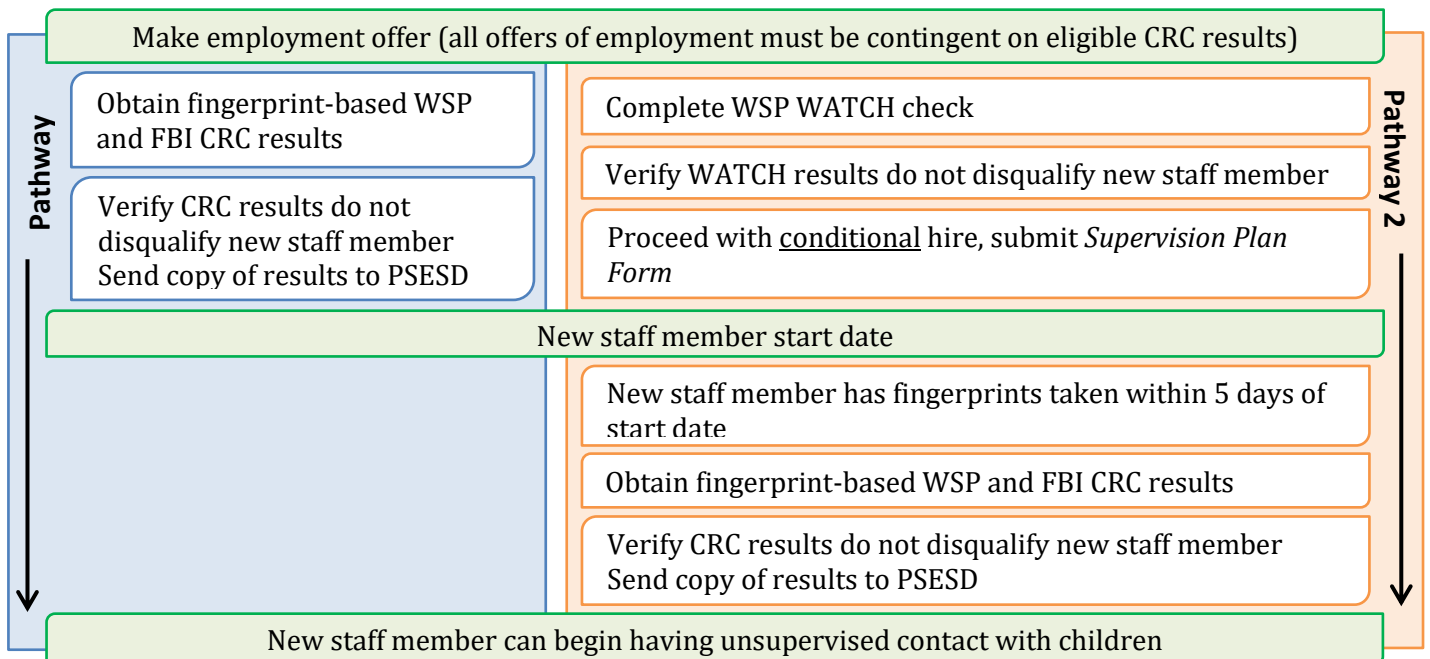 Make employment offer (all offers of employment must be contingent on eligible CRC results)
Pathway
Obtain fingerprint-based WSP
and FBI CRC results
Verify CRC results do not
disqualify new staff member
Send copy of results to PSESD
Pathway 2
Complete WSP WATCH check
Verify WATCH results do not disqualify new staff member
Proceed with conditional hire, submit Supervision Plan
Form
New staff member start date
New staff member has fingerprints taken within 5 days of
start date
Obtain fingerprint-based WSP and FBI CRC results
Verify CRC results do not disqualify new staff member
Send copy of results to PSESD
New staff member can begin having unsupervised contact with children